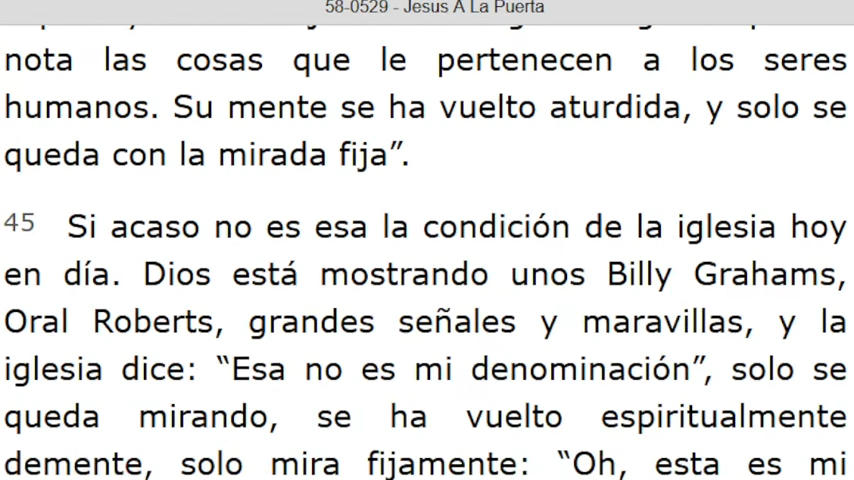 58-0529 - Jesus A La Puerta
nota las cosas que le pertenecen a los seres
humanos. Su mente se ha vuelto aturdida, y solo se
queda con la mirada fija”.
45 Si acaso no es esa la condición de la iglesia hoy
en día. Dios está mostrando unos Billy Grahams,
Oral Roberts, grandes señales y maravillas, y la
iglesia dice: “Esa no es mi denominación”, solo se
queda mirando, se ha vuelto espiritualmente
demente, solo mira fijamente: “Oh, esta es mi